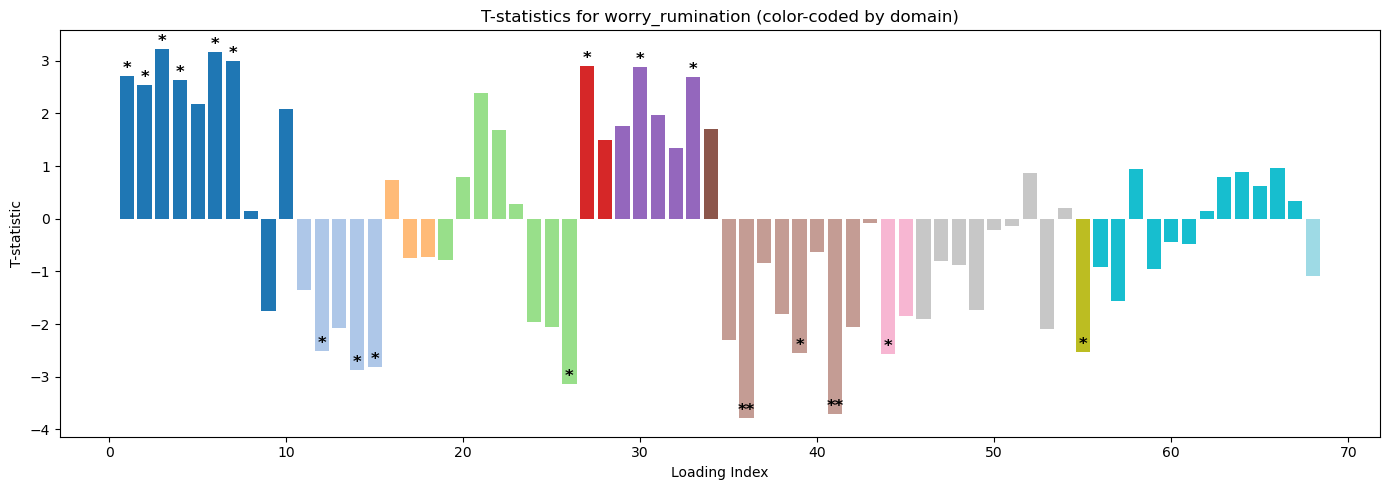 T-statistics for worry_rumination (color-coded by domain)
T-statistic
3
2
1
0
−1
−2
−3
−4
* * * * * * * * * *
* * * * * * *
** **
0 10 20 30 40 50 60 70
Loading Index